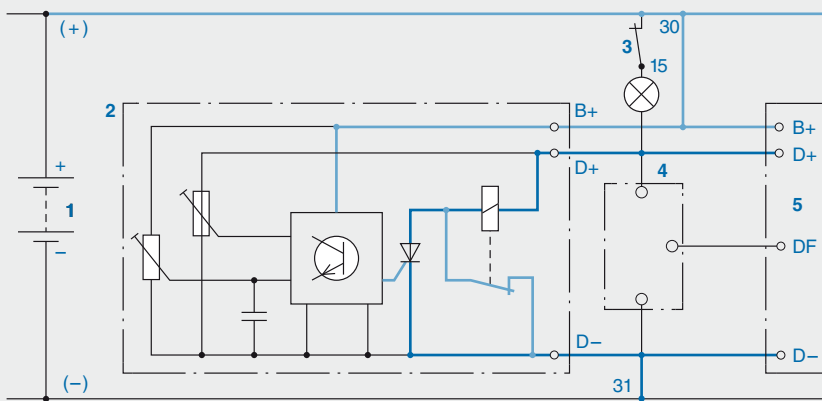 (+)
30
3
15
2
B+
B+
D+
D+
4
+
1
5
−
DF
D−
D−
(−)
31